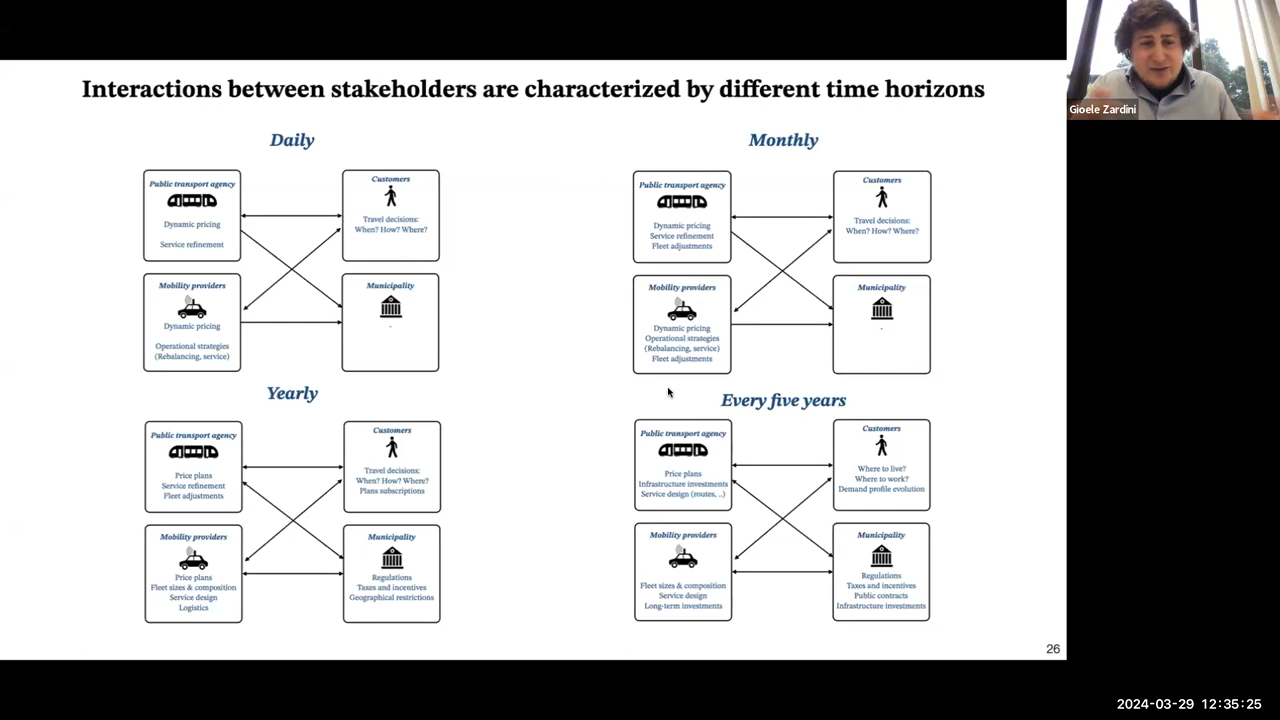 Interactions between stakeholders are characterized by different time horizons
Daily
Public transport agency
Dynamic pricing
Service refinement
Customers
Travel decisions:
When? How? Where?
Mobility providers
Dynamic pricing
Operational strategies
(Rebalancing, service)
Municipality
-
Monthly
Public transport agency
Dynamic pricing
Service refinement
Fleet adjustments
Customers
Travel decisions:
When? How? Where?
Mobility providers
Dynamic pricing
Operational strategies
(Rebalancing, service)
Fleet adjustments
Municipality
-
Yearly
Public transport agency
Price plans
Service refinement
Fleet adjustments
Customers
Travel decisions:
When? How? Where?
Plans subscriptions
Mobility providers
Price plans
Fleet sizes & composition
Service design
Logistics
Municipality
Regulations
Taxes and incentives
Geographical restrictions
Every five years
Public transport agency
Price plans
Infrastructure investments
Service design (routes, ..)
Customers
Where to live?
Where to work?
Demand profile evolution
Mobility providers
Fleet sizes & composition
Service design
Long-term investments
Municipality
Regulations
Taxes and incentives
Public contracts
Infrastructure investments
26
Gioele Zardini
2024-03-29 12:35:25